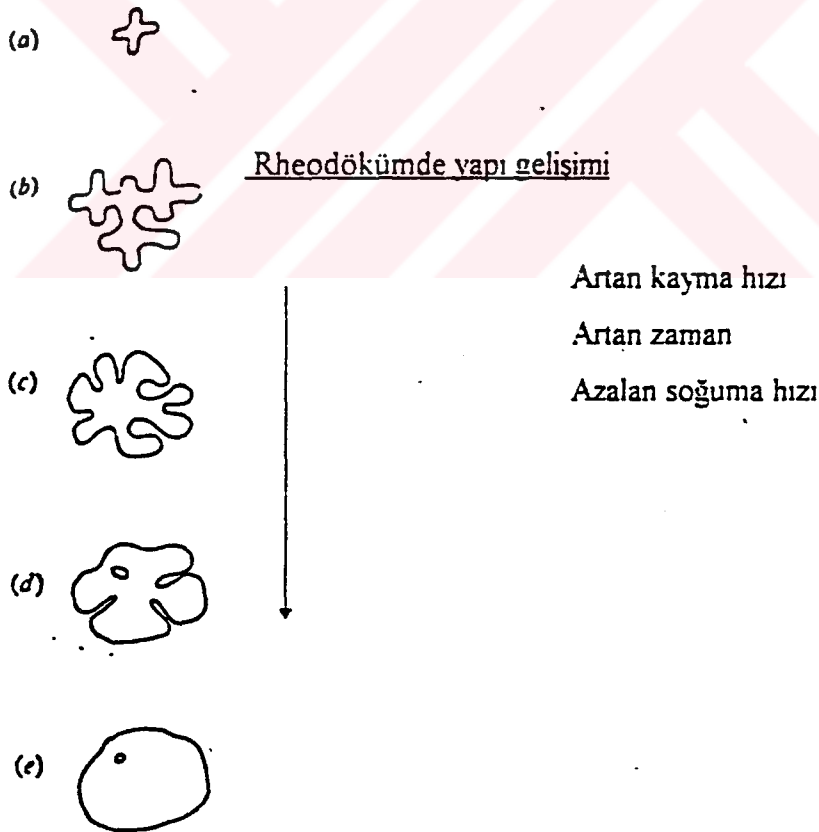 (a)
(b)
Rheodökümde yapı gelişimi
Artan kayma hızı
Artan zaman
(c)
Azalan soğuma hızı
(d)
(e)